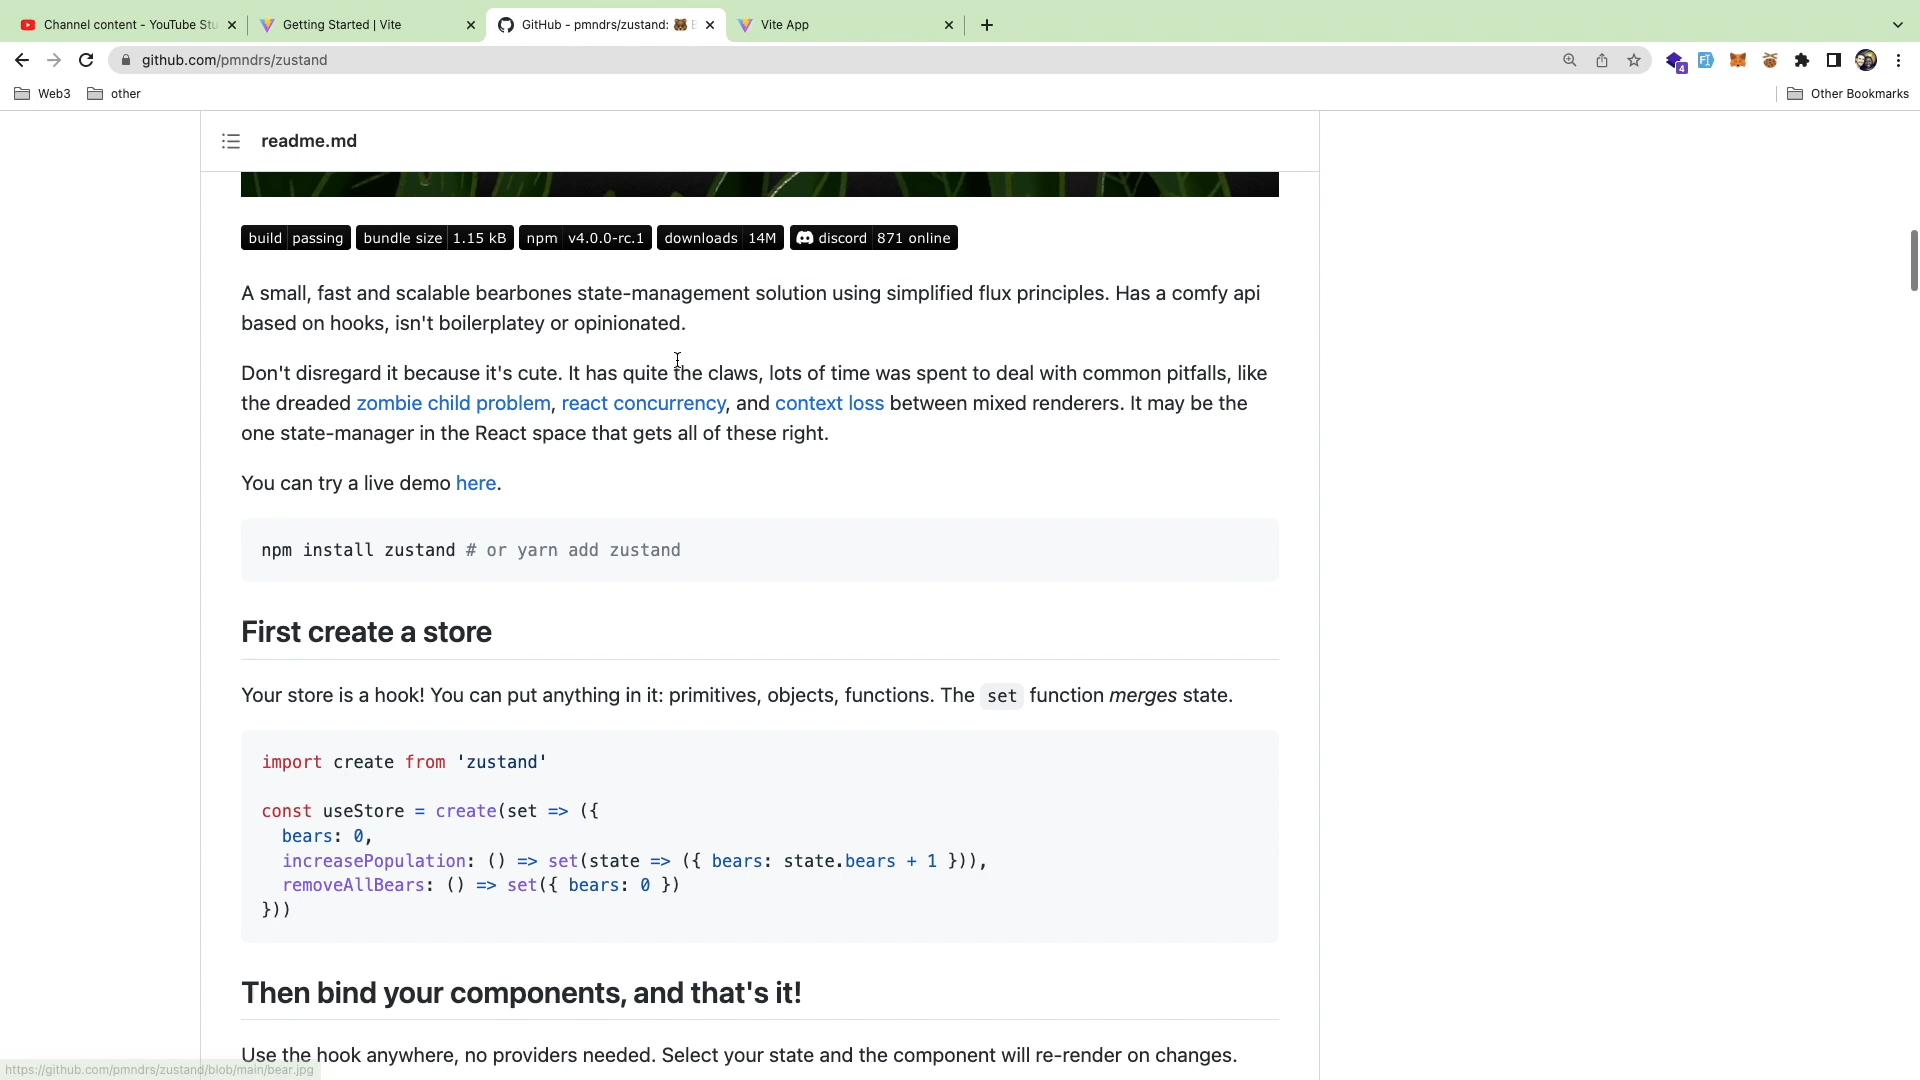 Channel content - YouTube Stu
Getting Started | Vite
GitHub - pmndrs/zustand: 🐻 B
Vite App
github.com/pmndrs/zustand
4
Web3
other
Other Bookmarks
readme.md
build passing bundle size 1.15 kB npm v4.0.0-rc.1 downloads 14M discord 871 online
A small, fast and scalable bearbones state-management solution using simplified flux principles. Has a comfy api
based on hooks, isn't boilerplatey or opinionated.
Don't disregard it because it's cute. It has quite the claws, lots of time was spent to deal with common pitfalls, like
the dreaded zombie child problem, react concurrency, and context loss between mixed renderers. It may be the
one state-manager in the React space that gets all of these right.
You can try a live demo here.
npm install zustand # or yarn add zustand
First create a store
Your store is a hook! You can put anything in it: primitives, objects, functions. The set function merges state.
import create from 'zustand'
const useStore = create(set => ({
  bears: 0,
  increasePopulation: () => set(state => ({ bears: state.bears + 1 })),
  removeAllBears: () => set({ bears: 0 })
}))
Then bind your components, and that's it!
Use the hook anywhere, no providers needed. Select your state and the component will re-render on changes.
https://github.com/pmndrs/zustand/blob/main/bear.jpg